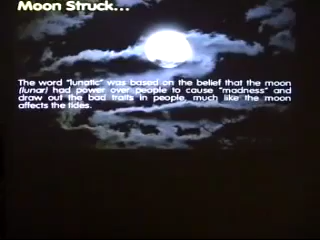 Moon Struck...
The word "lunatic" was based on the belief that the moon
(lunar) had power over people to cause "madness" and
draw out the bad traits in people, much like the moon
affects the tides.